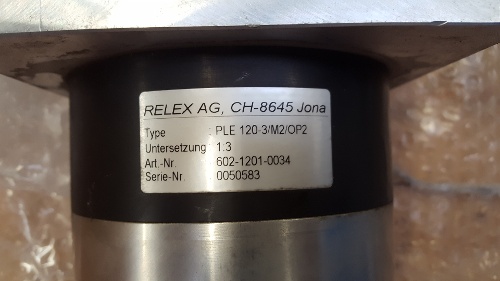 RELEX AG, CH-8645 Jona
Type : PLE 120-3/M2/OP2
Untersetzung : 1:3
Art.-Nr. 602-1201-0034
Serie-Nr. 0050583